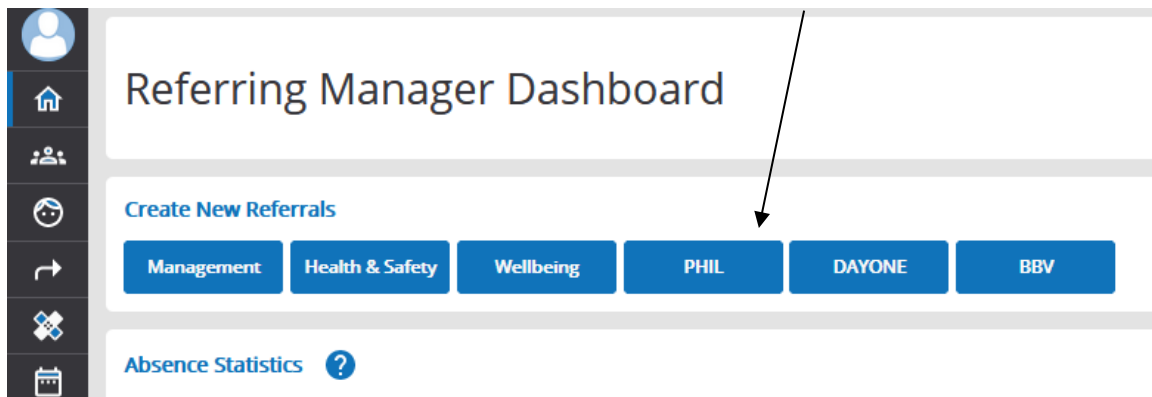 Referring Manager Dashboard
Create New Referrals
Management Health & Safety Wellbeing PHIL DAYONE BBV
Absence Statistics ?